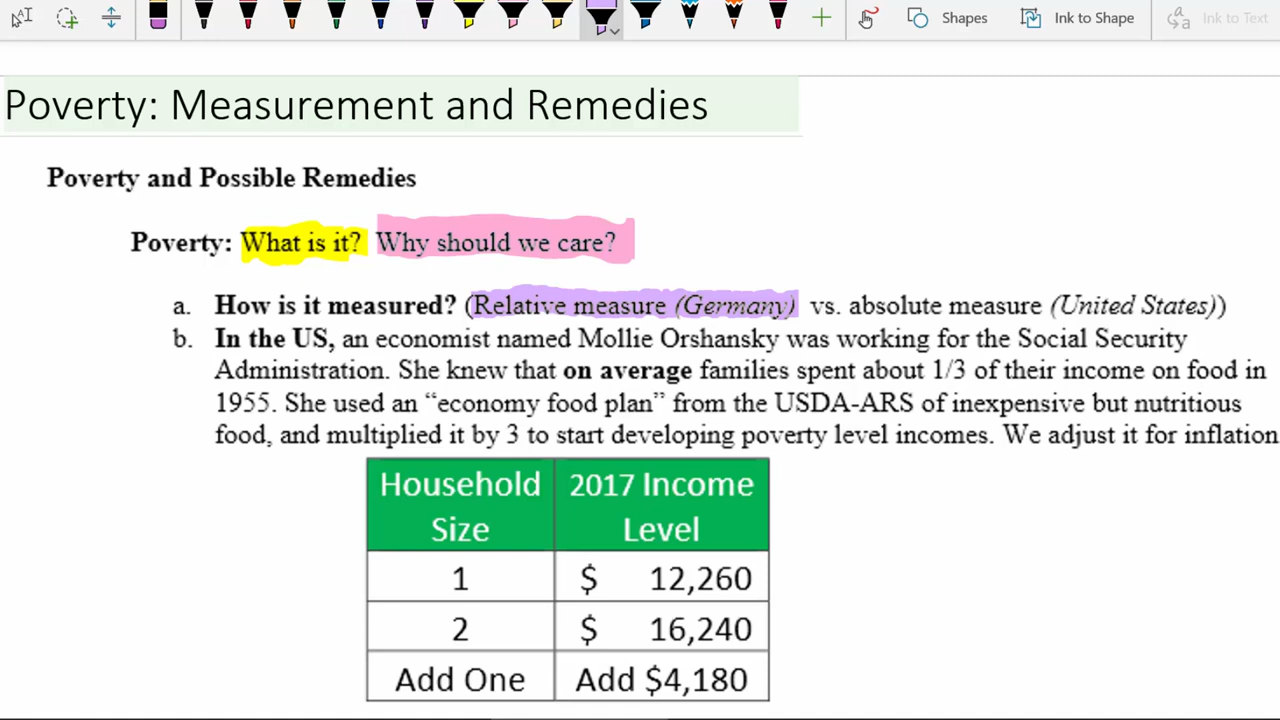 Shapes
Ink to Shape
Ink to Text
Poverty: Measurement and Remedies
Poverty and Possible Remedies
Poverty: What is it? Why should we care?
a. How is it measured? (Relative measure (Germany) vs. absolute measure (United States))
b. In the US, an economist named Mollie Orshansky was working for the Social Security
Administration. She knew that on average families spent about 1/3 of their income on food in
1955. She used an “economy food plan” from the USDA-ARS of inexpensive but nutritious
food, and multiplied it by 3 to start developing poverty level incomes. We adjust it for inflation
Household Size 2017 Income Level
1 $ 12,260
2 $ 16,240
Add One Add $4,180